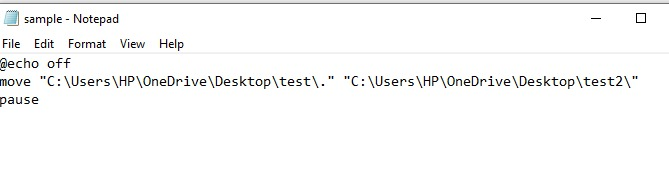 sample - Notepad
File Edit Format View Help
@echo off
move "C:\Users\HP\OneDrive\Desktop\test\." "C:\Users\HP\OneDrive\Desktop\test2\"
pause